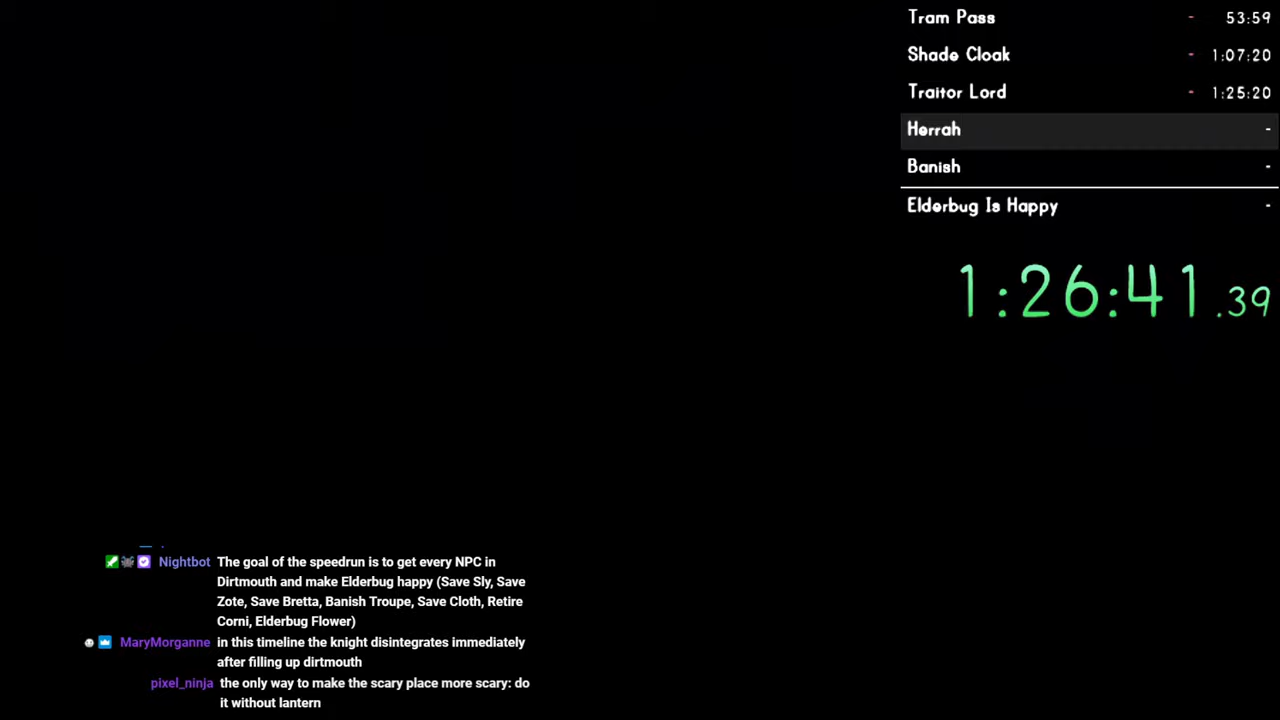 Tram Pass - 53:59
Shade Cloak - 1:07:20
Traitor Lord - 1:25:20
Herrah -
Banish -
Elderbug Is Happy -
1:26:41.39
Nightbot The goal of the speedrun is to get every NPC in
Dirtmouth and make Elderbug happy (Save Sly, Save
Zote, Save Bretta, Banish Troupe, Save Cloth, Retire
Corni, Elderbug Flower)
MaryMorganne in this timeline the knight disintegrates immediately
after filling up dirtmouth
pixel_ninja the only way to make the scary place more scary: do
it without lantern